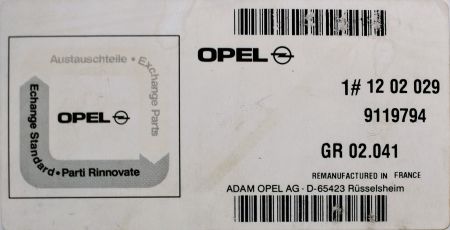 Austauschteile • Exchange Parts
Echange Standard • Parti Rinnovate
OPEL
OPEL
1# 12 02 029
9119794
GR 02.041
REMANUFACTURED IN FRANCE
ADAM OPEL AG · D-65423 Rüsselsheim